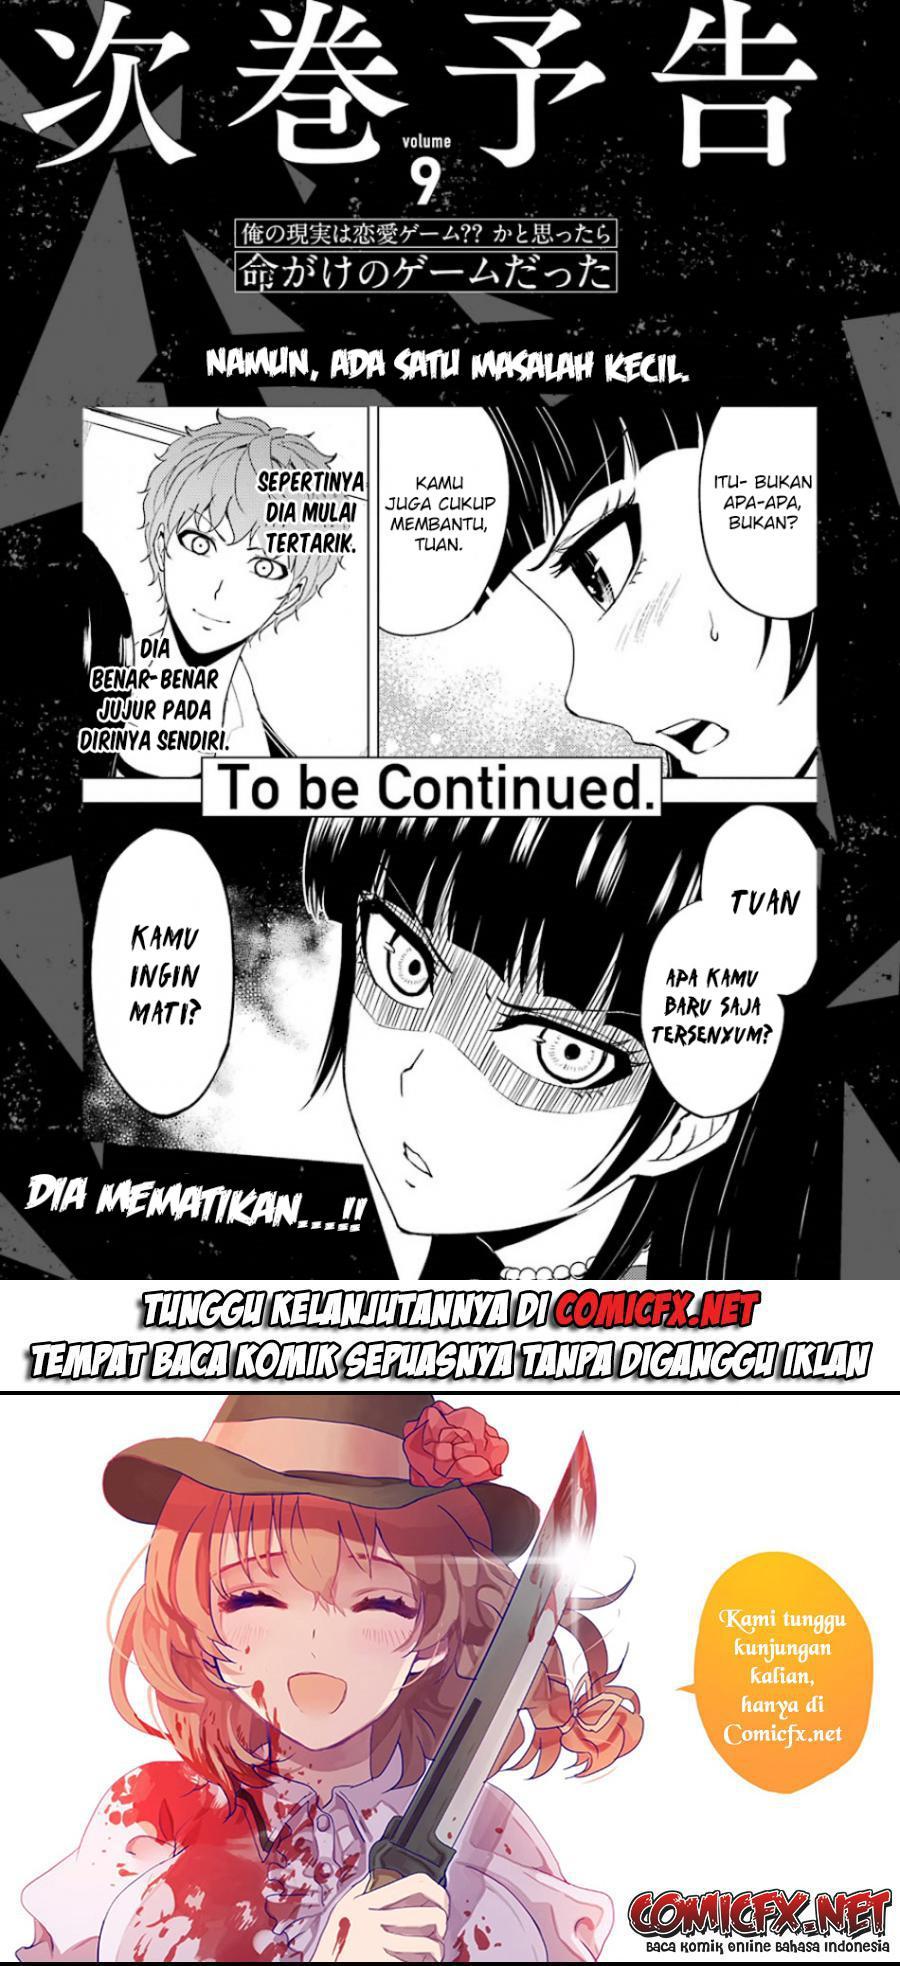 次巻予告
volume
9
俺の現実は恋愛ゲーム?? かと思ったら
命がけのゲームだった
NAMUN, ADA SATU MASALAH KECIL.
ITU- BUKAN
APA-APA,
BUKAN?
KAMU
JUGA CUKUP
MEMBANTU,
TUAN.
SEPERTINYA
DIA MULAI
TERTARIK.
DIA
BENAR-BENAR
JUJUR PADA
DIRINYA SENDIRI.
To be Continued.
TUAN
APA KAMU
BARU SAJA
TERSENYUM?
KAMU
INGIN
MATI?
DIA MEMATIKAN...!!
TUNGGU KELANJUTANNYA DI COMICFX.NET
TEMPAT BACA KOMIK SEPUASNYA TANPA DIGANGGU IKLAN
Kami tunggu
kunjungan
kalian,
hanya di
Comicfx.net
COMICFX.NET
Baca Komik Online Bahasa Indonesia